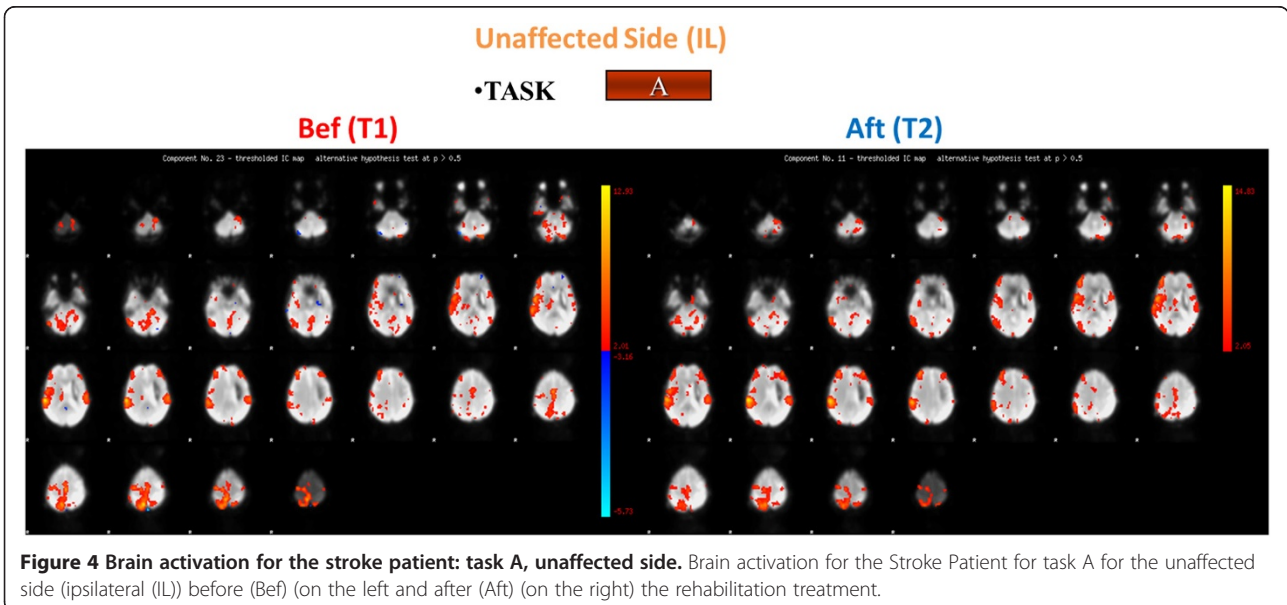 Unaffected Side (IL)
•TASK A
Bef (T1) Aft (T2)
Component No. 23 - thresholded IC map alternative hypothesis test at p > 0.5
Component No. 11 - thresholded IC map alternative hypothesis test at p > 0.5
12.93
2.01
-3.16
-5.73
14.83
2.05
Figure 4 Brain activation for the stroke patient: task A, unaffected side. Brain activation for the Stroke Patient for task A for the unaffected
side (ipsilateral (IL)) before (Bef) (on the left and after (Aft) (on the right) the rehabilitation treatment.